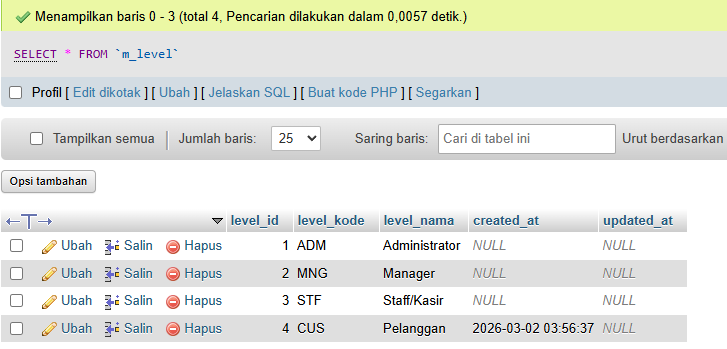 Menampilkan baris 0 - 3 (total 4, Pencarian dilakukan dalam 0,0057 detik.)
SELECT * FROM `m_level`
Profil [ Edit dikotak ] [ Ubah ] [ Jelaskan SQL ] [ Buat kode PHP ] [ Segarkan ]
Tampilkan semua Jumlah baris: 25 Saring baris: Cari di tabel ini Urut berdasarkan
Opsi tambahan
level_id level_kode level_nama created_at updated_at
Ubah Salin Hapus 1 ADM Administrator NULL NULL
Ubah Salin Hapus 2 MNG Manager NULL NULL
Ubah Salin Hapus 3 STF Staff/Kasir NULL NULL
Ubah Salin Hapus 4 CUS Pelanggan 2026-03-02 03:56:37 NULL